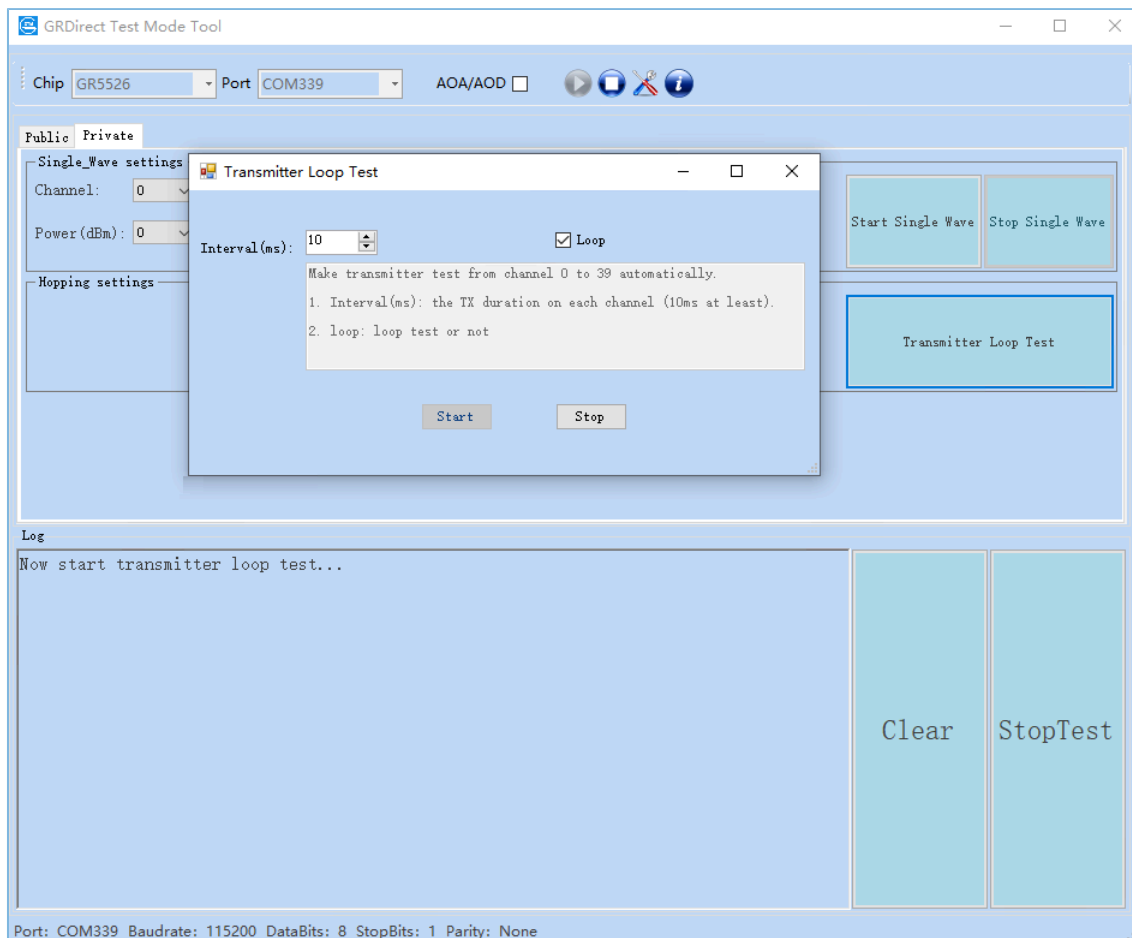 GRDirect Test Mode Tool
Chip GR5526 Port COM339 AOA/AOD
Public Private
Single_Wave settings
Transmitter Loop Test
Channel: 0
Power(dBm): 0
Start Single Wave Stop Single Wave
Interval(ms): 10 Loop
Make transmitter test from channel 0 to 39 automatically.
1. Interval(ms): the TX duration on each channel (10ms at least).
2. loop: loop test or not
Hopping settings
Transmitter Loop Test
Start Stop
Log
Now start transmitter loop test...
Clear StopTest
Port: COM339 Baudrate: 115200 DataBits: 8 StopBits: 1 Parity: None